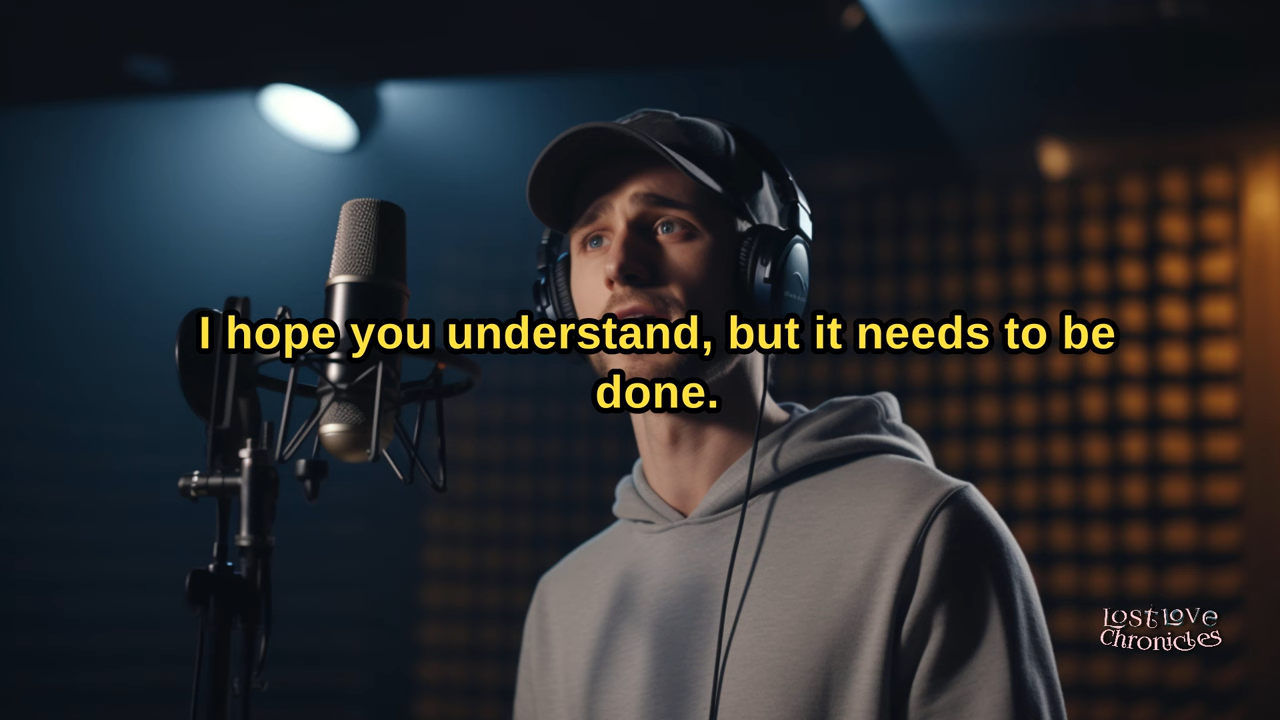 I hope you understand, but it needs to be
done.
Lost Love
Chronicles